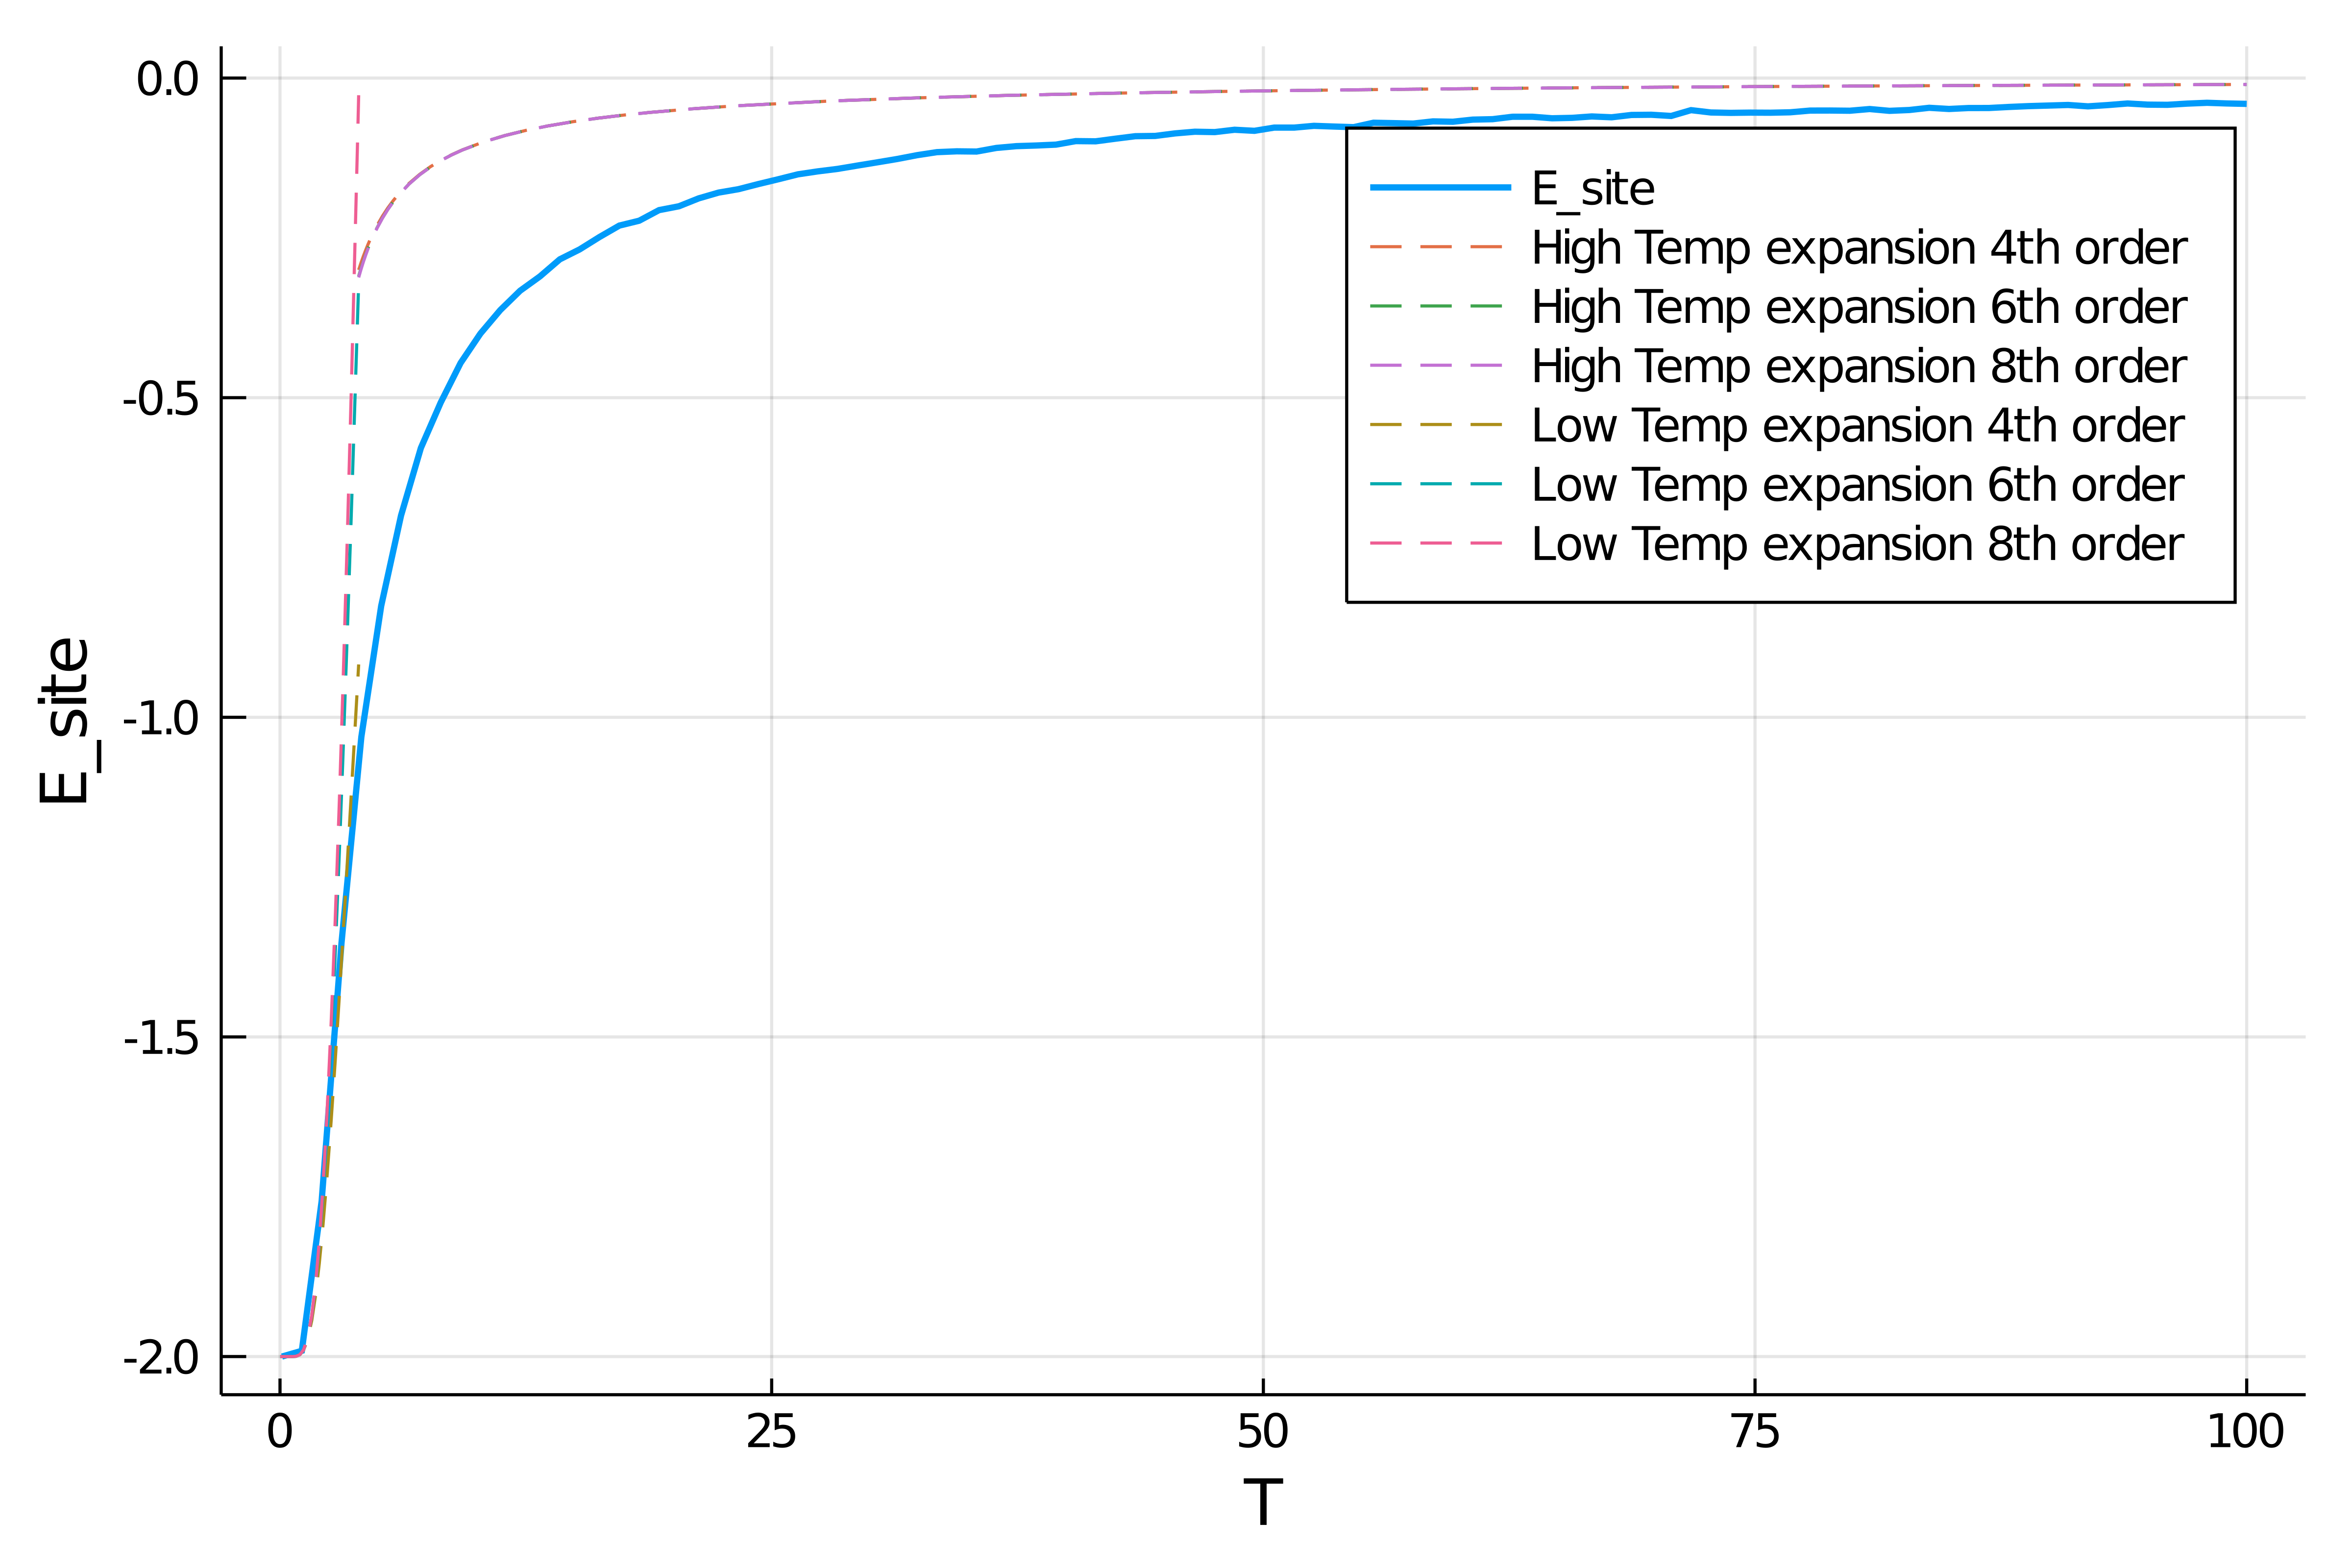 0.0
-0.5
-1.0
-1.5
-2.0
E_site
E_site
High Temp expansion 4th order
High Temp expansion 6th order
High Temp expansion 8th order
Low Temp expansion 4th order
Low Temp expansion 6th order
Low Temp expansion 8th order
0 25 50 75 100
T